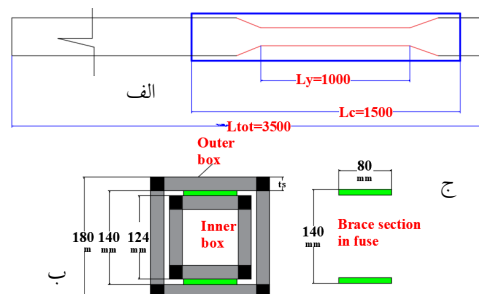 Ly=1000
الف
Lc=1500
Ltot=3500
Outer
box
80
mm
ج
ts
180
m
140
mm
124
mm
Inner
box
140
mm
Brace section
in fuse
ب